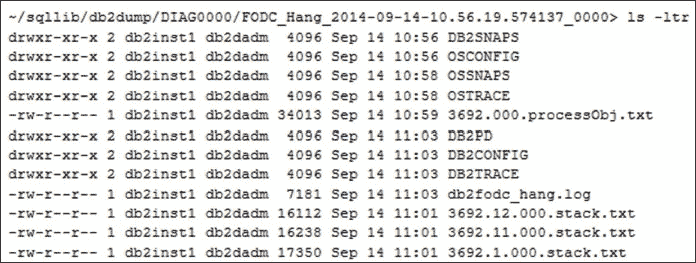 ~/sqllib/db2dump/DIAG0000/FODC_Hang_2014-09-14-10.56.19.574137_0000> ls -ltr
drwxr-xr-x 2 db2inst1 db2dadm 4096 Sep 14 10:56 DB2SNAPS
drwxr-xr-x 2 db2inst1 db2dadm 4096 Sep 14 10:56 OSCONFIG
drwxr-xr-x 2 db2inst1 db2dadm 4096 Sep 14 10:58 OSSNAPS
drwxr-xr-x 2 db2inst1 db2dadm 4096 Sep 14 10:58 OSTRACE
-rw-r--r-- 1 db2inst1 db2dadm 34013 Sep 14 10:59 3692.000.processObj.txt
drwxr-xr-x 2 db2inst1 db2dadm 4096 Sep 14 11:03 DB2PD
drwxr-xr-x 2 db2inst1 db2dadm 4096 Sep 14 11:03 DB2CONFIG
drwxr-xr-x 2 db2inst1 db2dadm 4096 Sep 14 11:03 DB2TRACE
-rw-r--r-- 1 db2inst1 db2dadm 7181 Sep 14 11:03 db2fodc_hang.log
-rw-r--r-- 1 db2inst1 db2dadm 16112 Sep 14 11:01 3692.12.000.stack.txt
-rw-r--r-- 1 db2inst1 db2dadm 16238 Sep 14 11:01 3692.11.000.stack.txt
-rw-r--r-- 1 db2inst1 db2dadm 17350 Sep 14 11:01 3692.1.000.stack.txt